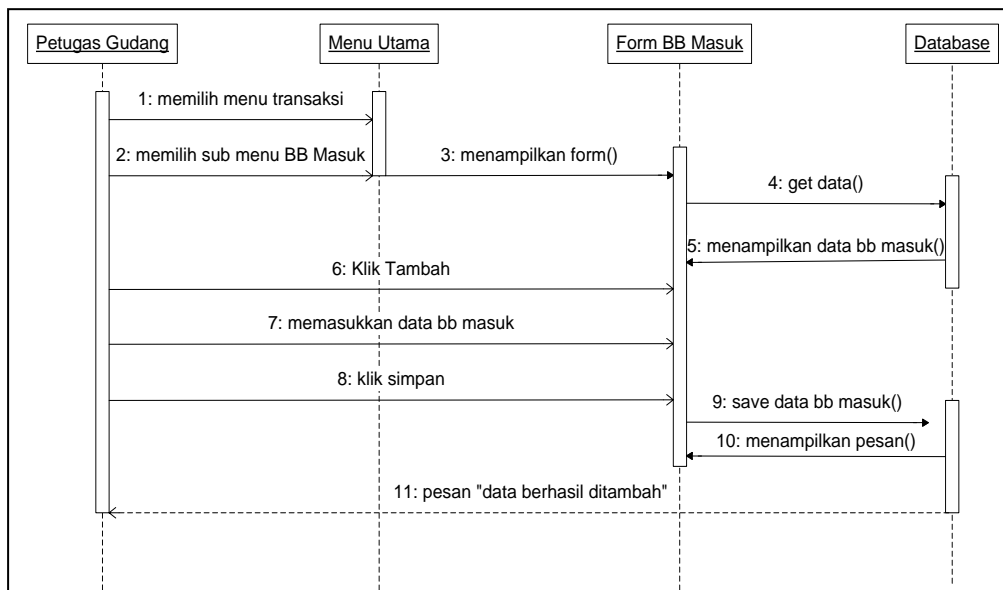 Petugas Gudang
Menu Utama
Form BB Masuk
Database
1: memilih menu transaksi
2: memilih sub menu BB Masuk
3: menampilkan form()
4: get data()
5: menampilkan data bb masuk()
6: Klik Tambah
7: memasukkan data bb masuk
8: klik simpan
9: save data bb masuk()
10: menampilkan pesan()
11: pesan "data berhasil ditambah"